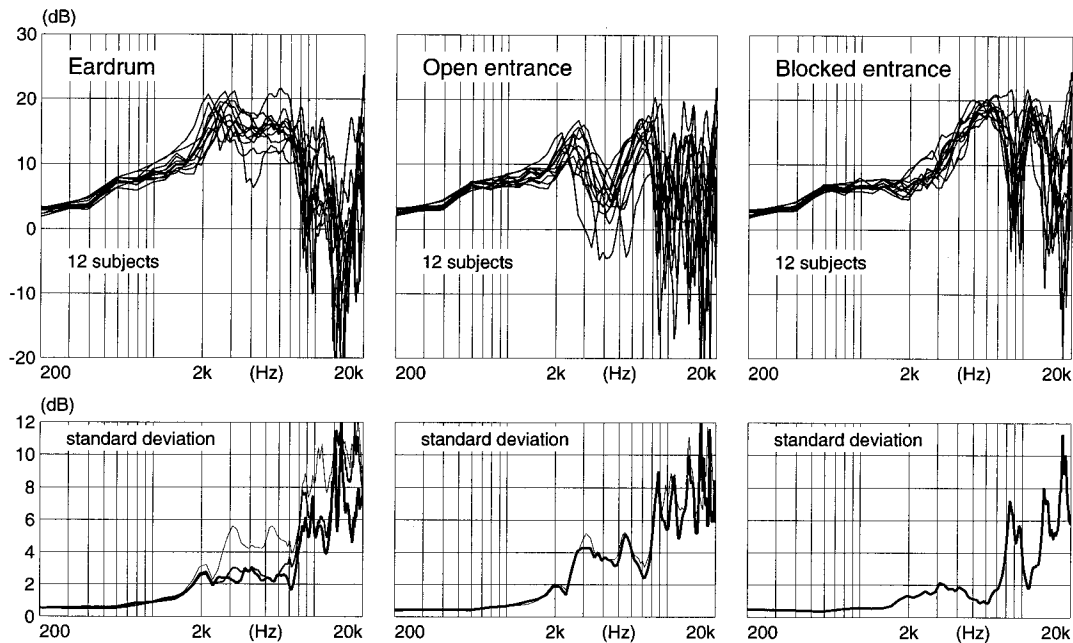 (dB)
30
20
10
0
-10
-20
Eardrum
12 subjects
200 2k (Hz) 20k
Open entrance
12 subjects
200 2k (Hz) 20k
Blocked entrance
12 subjects
200 2k (Hz) 20k
(dB)
12
10
8
6
4
2
0
standard deviation
200 2k (Hz) 20k
standard deviation
200 2k (Hz) 20k
standard deviation
200 2k (Hz) 20k